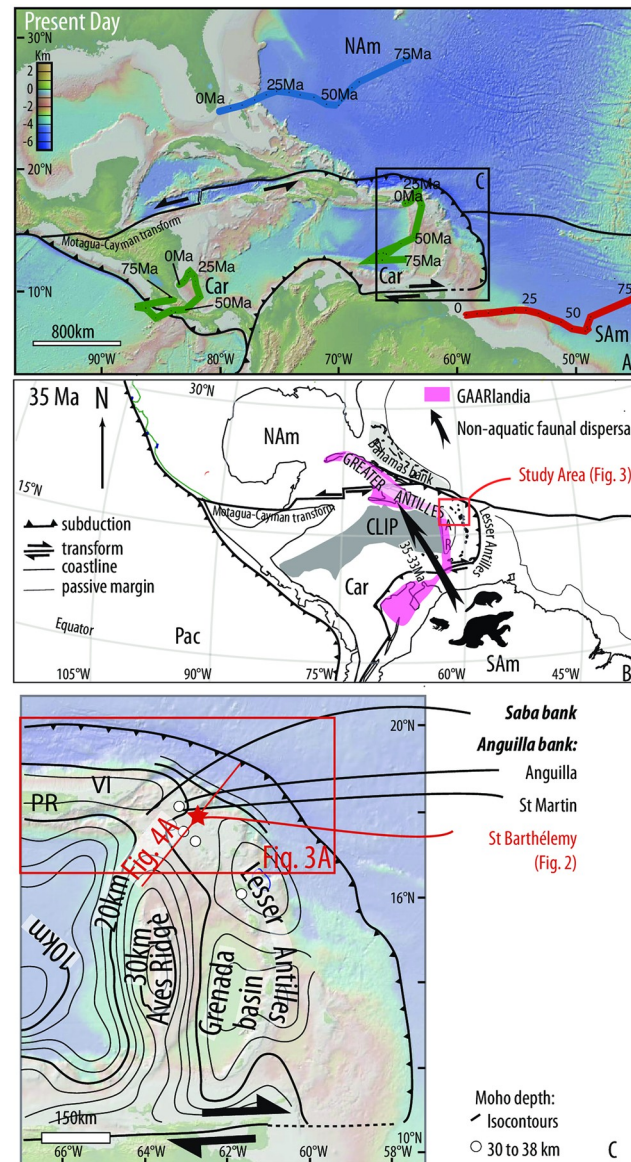 Present Day
30°N
Km
2
0
-2
-4
-6
NAm
75Ma
25Ma
50Ma
0Ma
20°N
25Ma
0Ma
C
Motagua-Cayman transform
0Ma
75Ma
25Ma
Car
50Ma
50Ma
75Ma
Car
10°N
0
25
50
75
SAm
800km
90°W
80°W
70°W
60°W
50°W
A
35 Ma
N
30°N
GAARlandia
Non-aquatic faunal dispersa
NAm
Bahamas bank
Study Area (Fig. 3)
15°N
GREATER ANTILLES
Motagua-Cayman transform
subduction
transform
coastline
passive margin
CLIP
A
R
Lesser Antilles
35-33Ma
Car
Equator
Pac
SAm
105°W
90°W
75°W
60°W
45°W
B
20°N
Saba bank
Anguilla bank:
Anguilla
St Martin
St Barthélemy
(Fig. 2)
VI
PR
Fig. 4A
Fig. 3A
16°N
20km
10km
30km
Aves Ridge
Lesser
Antilles
Grenada
basin
150km
10°N
66°W
64°W
62°W
60°W
58°W
Moho depth:
Isocontours
30 to 38 km
C